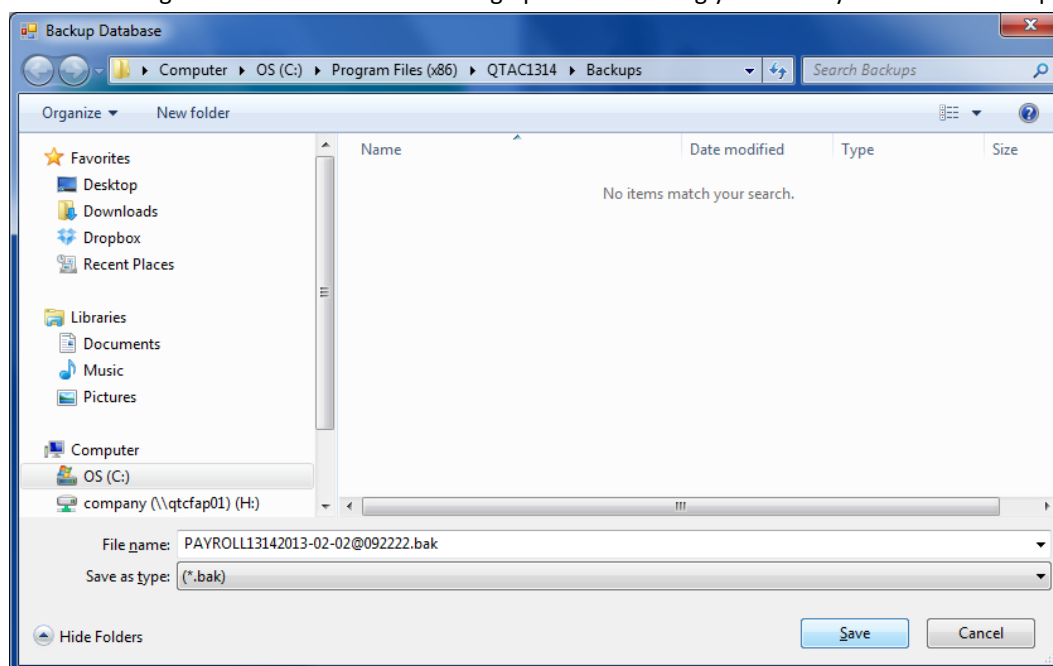 Backup Database
Computer OS (C:) Program Files (x86) QTAC1314 Backups Search Backups
Organize New folder
Name Date modified Type Size
No items match your search.
Favorites
Desktop
Downloads
Dropbox
Recent Places
Libraries
Documents
Music
Pictures
Computer
OS (C:)
company (\\qtcfap01) (H:)
File name: PAYROLL13142013-02-02@092222.bak
Save as type: (*.bak)
Hide Folders Save Cancel